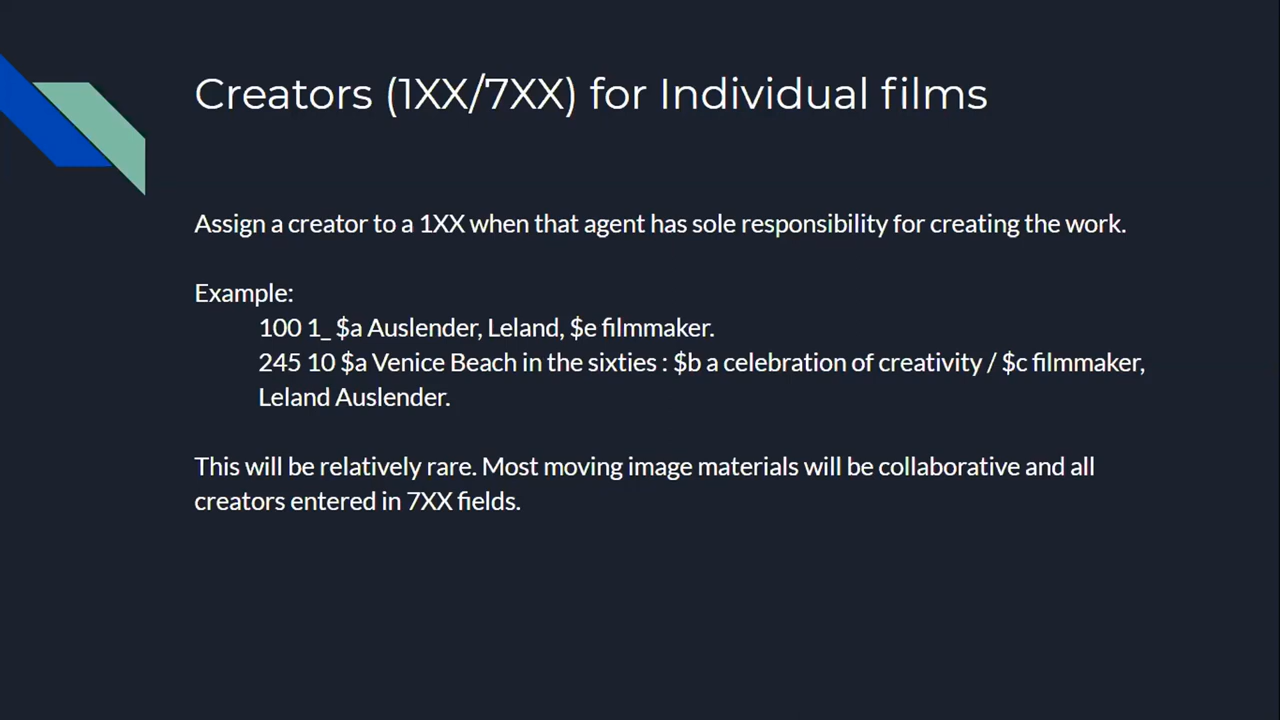 Creators (1XX/7XX) for Individual films
Assign a creator to a 1XX when that agent has sole responsibility for creating the work.
Example:
100 1_ $a Auslender, Leland, $e filmmaker.
245 10 $a Venice Beach in the sixties : $b a celebration of creativity / $c filmmaker,
Leland Auslender.
This will be relatively rare. Most moving image materials will be collaborative and all
creators entered in 7XX fields.